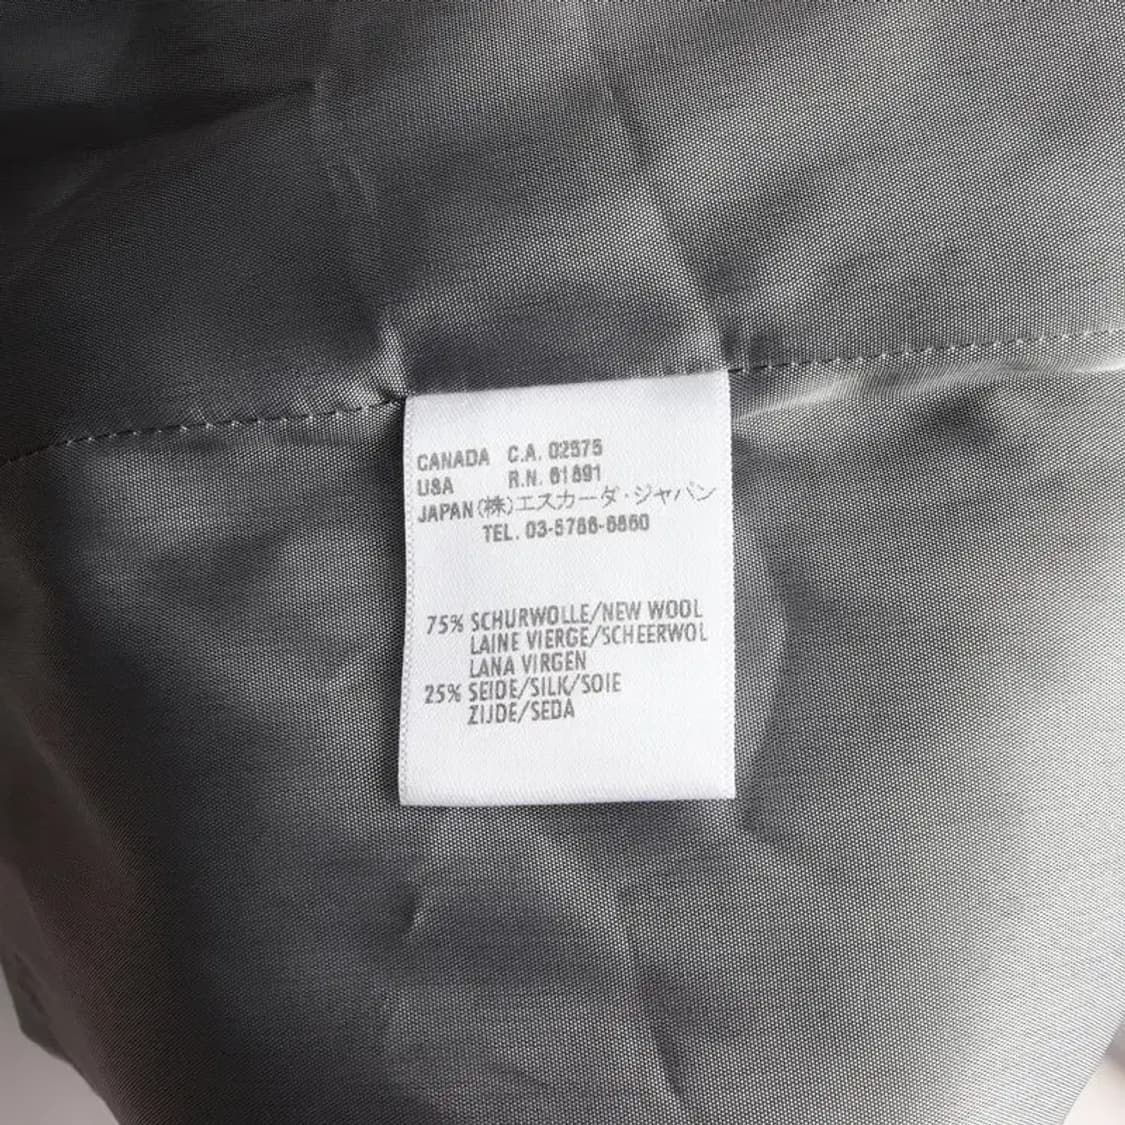 CANADA C.A. 02575
USA R.N. 61891
JAPAN (株)エスカーダ・ジャパン
TEL. 03-5786-6860
75% SCHURWOLLE/NEW WOOL
LAINE VIERGE/SCHEERWOL
LANA VIRGEN
25% SEIDE/SILK/SOIE
ZIJDE/SEDA